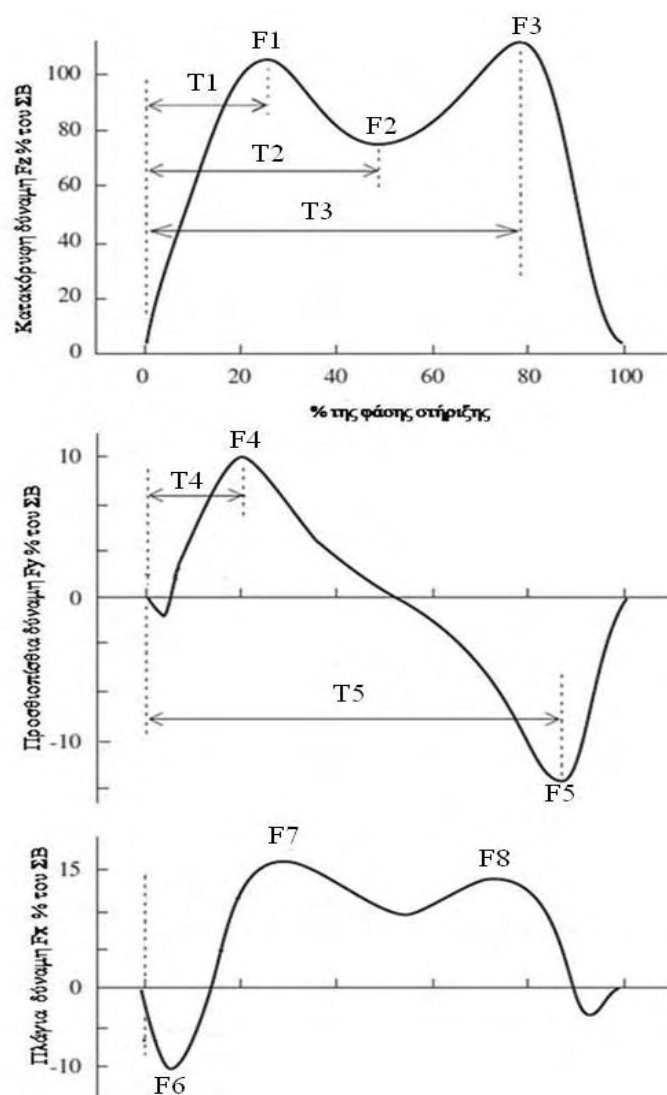 F1
F3
100
T1
80
F2
T2
60
T3
40
20
0
Κατακόρυφη δύναμη Fz % του ΣΒ
0 20 40 60 80 100
% της φάσης στήριξης
10
F4
T4
0
T5
-10
F5
Προσθιοπίσθια δύναμη Fy % του ΣΒ
F7
15
F8
0
-10
F6
Πλάγια δύναμη Fx % του ΣΒ